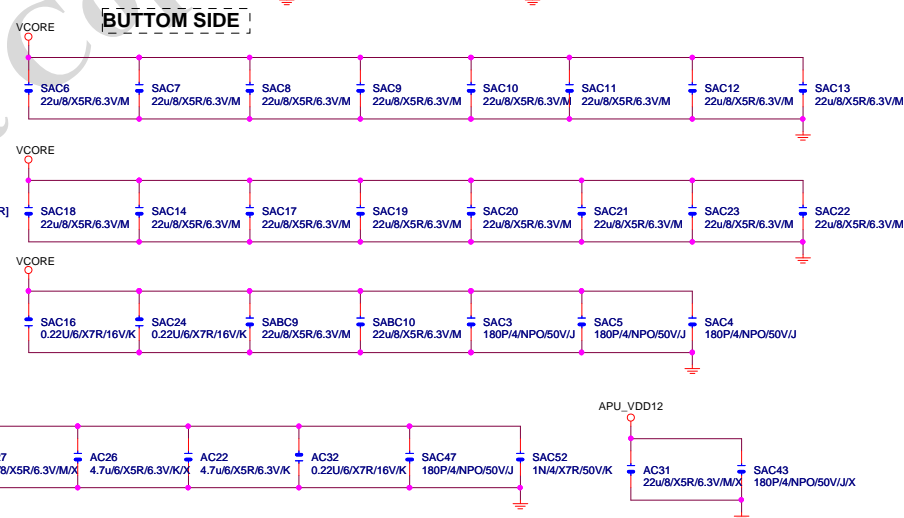 BUTTOM SIDE
VCORE
SAC6
22u/8/X5R/6.3V/M
SAC7
22u/8/X5R/6.3V/M
SAC8
22u/8/X5R/6.3V/M
SAC9
22u/8/X5R/6.3V/M
SAC10
22u/8/X5R/6.3V/M
SAC11
22u/8/X5R/6.3V/M
SAC12
22u/8/X5R/6.3V/M
SAC13
22u/8/X5R/6.3V/M
VCORE
R]
SAC18
22u/8/X5R/6.3V/M
SAC14
22u/8/X5R/6.3V/M
SAC17
22u/8/X5R/6.3V/M
SAC19
22u/8/X5R/6.3V/M
SAC20
22u/8/X5R/6.3V/M
SAC21
22u/8/X5R/6.3V/M
SAC23
22u/8/X5R/6.3V/M
SAC22
22u/8/X5R/6.3V/M
VCORE
SAC16
0.22U/6/X7R/16V/K
SAC24
0.22U/6/X7R/16V/K
SABC9
22u/8/X5R/6.3V/M
SABC10
22u/8/X5R/6.3V/M
SAC3
180P/4/NPO/50V/J
SAC5
180P/4/NPO/50V/J
SAC4
180P/4/NPO/50V/J
27
/8/X5R/6.3V/M/X
AC26
4.7u/6/X5R/6.3V/K/X
AC22
4.7u/6/X5R/6.3V/K
AC32
0.22U/6/X7R/16V/K
SAC47
180P/4/NPO/50V/J
SAC52
1N/4/X7R/50V/K
APU_VDD12
AC31
22u/8/X5R/6.3V/M/X
SAC43
180P/4/NPO/50V/J/X